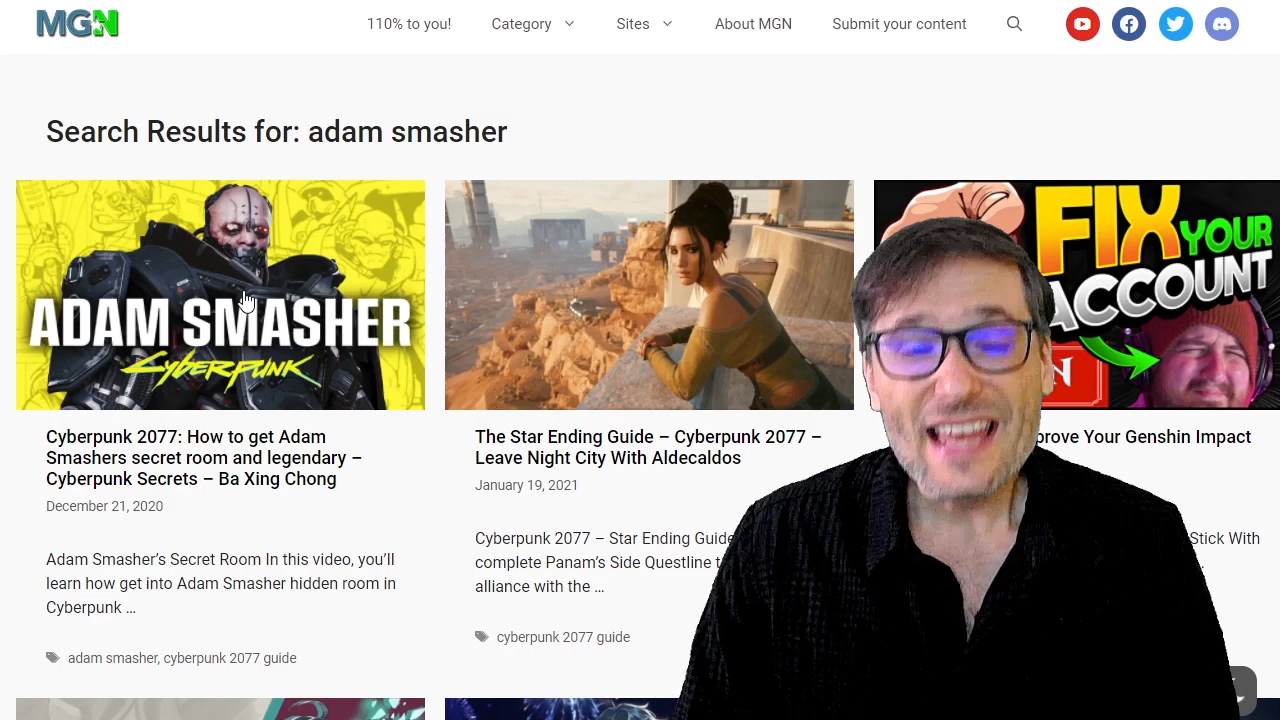 MGN
110% to you!
Category
Sites
About MGN
Submit your content
Search Results for: adam smasher
ADAM SMASHER
Cyberpunk
FIX YOUR
ACCOUNT
N
Cyberpunk 2077: How to get Adam
Smashers secret room and legendary –
Cyberpunk Secrets – Ba Xing Chong
December 21, 2020
Adam Smasher’s Secret Room In this video, you’ll
learn how get into Adam Smasher hidden room in
Cyberpunk ...
adam smasher, cyberpunk 2077 guide
The Star Ending Guide – Cyberpunk 2077 –
Leave Night City With Aldecaldos
January 19, 2021
Cyberpunk 2077 – Star Ending Guide
complete Panam’s Side Questline
alliance with the ...
cyberpunk 2077 guide
Your Genshin Impact
Stick With